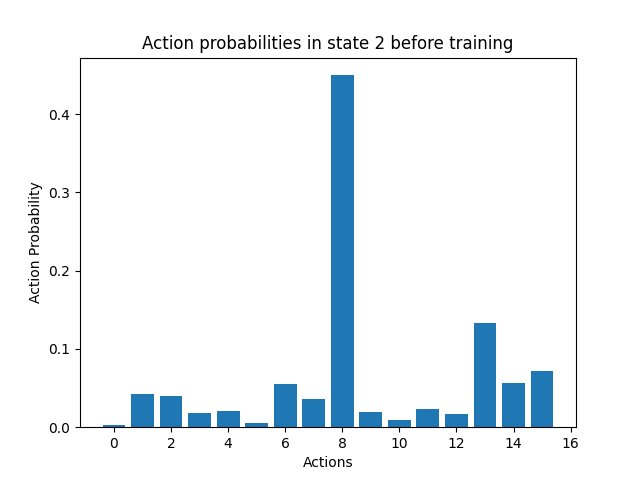 Action probabilities in state 2 before training
0.4
0.3
0.2
0.1
0.0
Action Probability
0 2 4 6 8 10 12 14 16
Actions